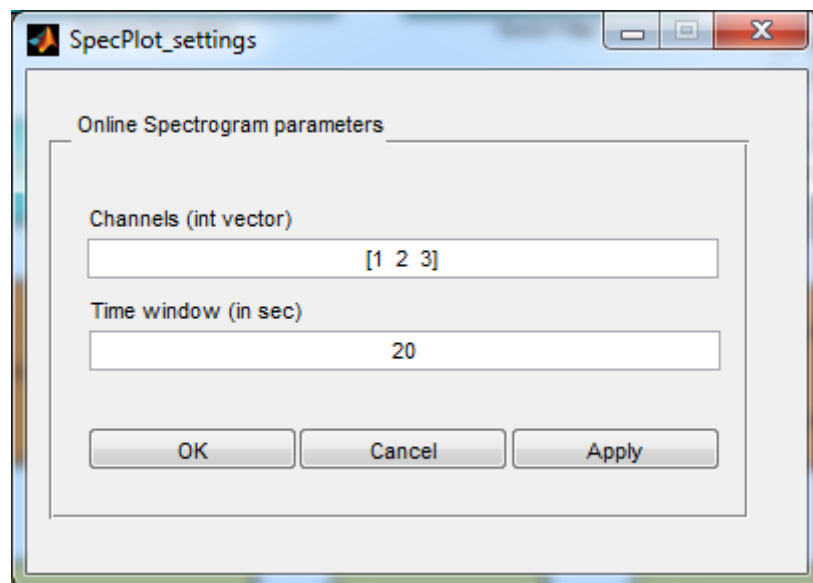 SpecPlot_settings
Online Spectrogram parameters
Channels (int vector)
[1 2 3]
Time window (in sec)
20
OK Cancel Apply